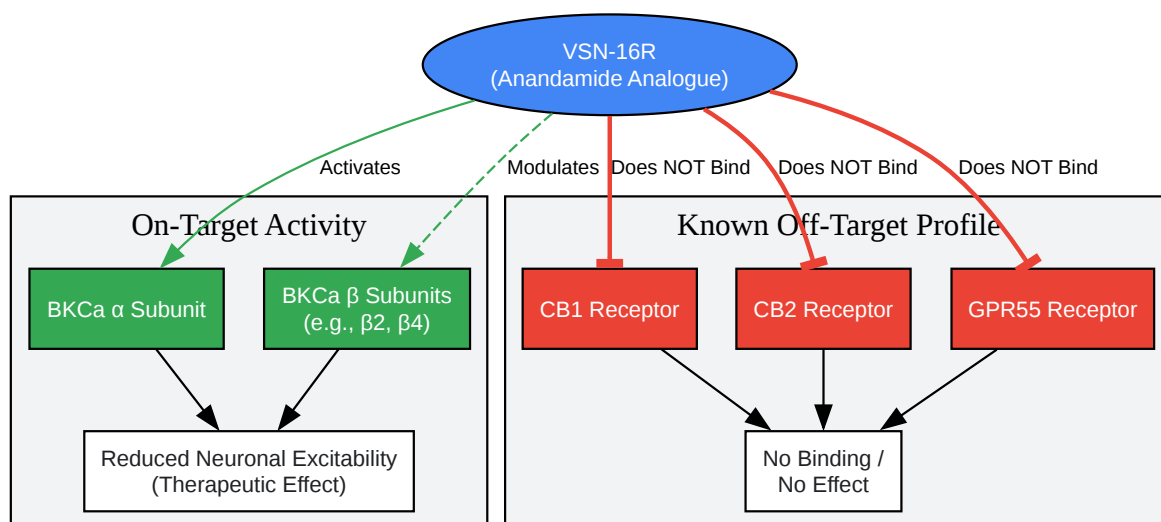 VSN-16R
(Anandamide Analogue)
Activates
Modulates
Does NOT Bind
Does NOT Bind
Does NOT Bind
On-Target Activity
Known Off-Target Profile
BKCa α Subunit
BKCa β Subunits
(e.g., β2, β4)
CB1 Receptor
CB2 Receptor
GPR55 Receptor
Reduced Neuronal Excitability
(Therapeutic Effect)
No Binding /
No Effect